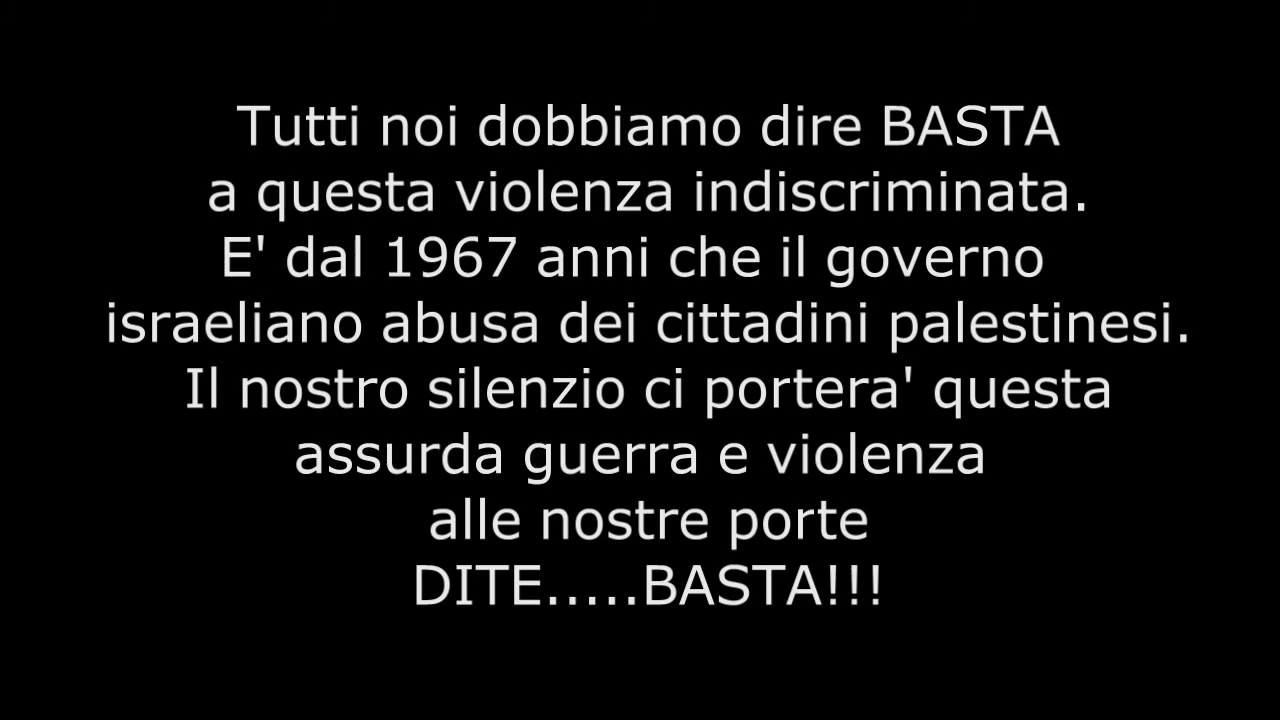 Tutti noi dobbiamo dire BASTA
a questa violenza indiscriminata.
E' dal 1967 anni che il governo
israeliano abusa dei cittadini palestinesi.
Il nostro silenzio ci portera' questa
assurda guerra e violenza
alle nostre porte
DITE.....BASTA!!!